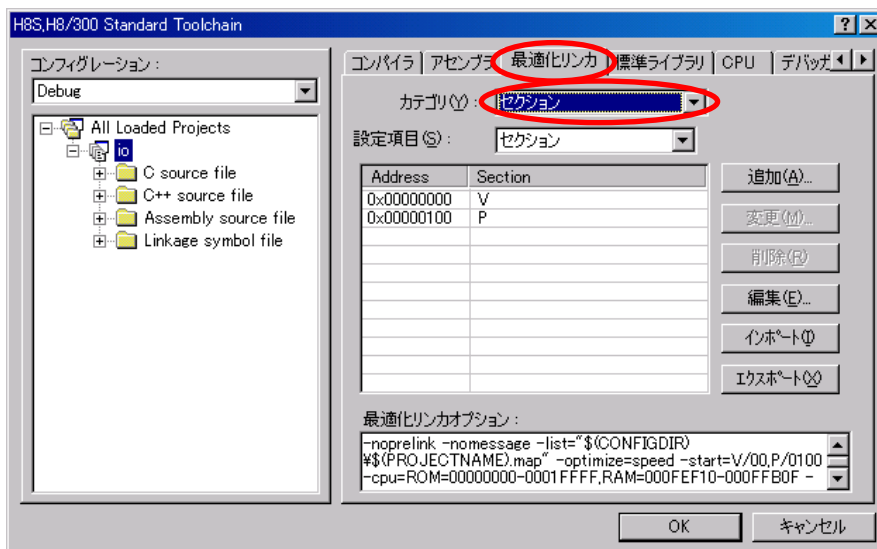 H8S,H8/300 Standard Toolchain
コンフィグレーション :
Debug
All Loaded Projects
io
C source file
C++ source file
Assembly source file
Linkage symbol file
コンパイラ アセンブラ 最適化リンカ 標準ライブラリ CPU デバッガ
カテゴリ(Y) : セクション
設定項目(S) : セクション
Address Section
0x00000000 V
0x00000100 P
追加(A)...
変更(M)...
削除(R)
編集(E)...
インポート(I)
エクスポート(X)
最適化リンカオプション :
-noprelink -nomessage -list="$(CONFIGDIR)
¥$(PROJECTNAME).map" -optimize=speed -start=V/00,P/0100
-cpu=ROM=00000000-0001FFFF,RAM=000FEF10-000FFB0F -
OK キャンセル